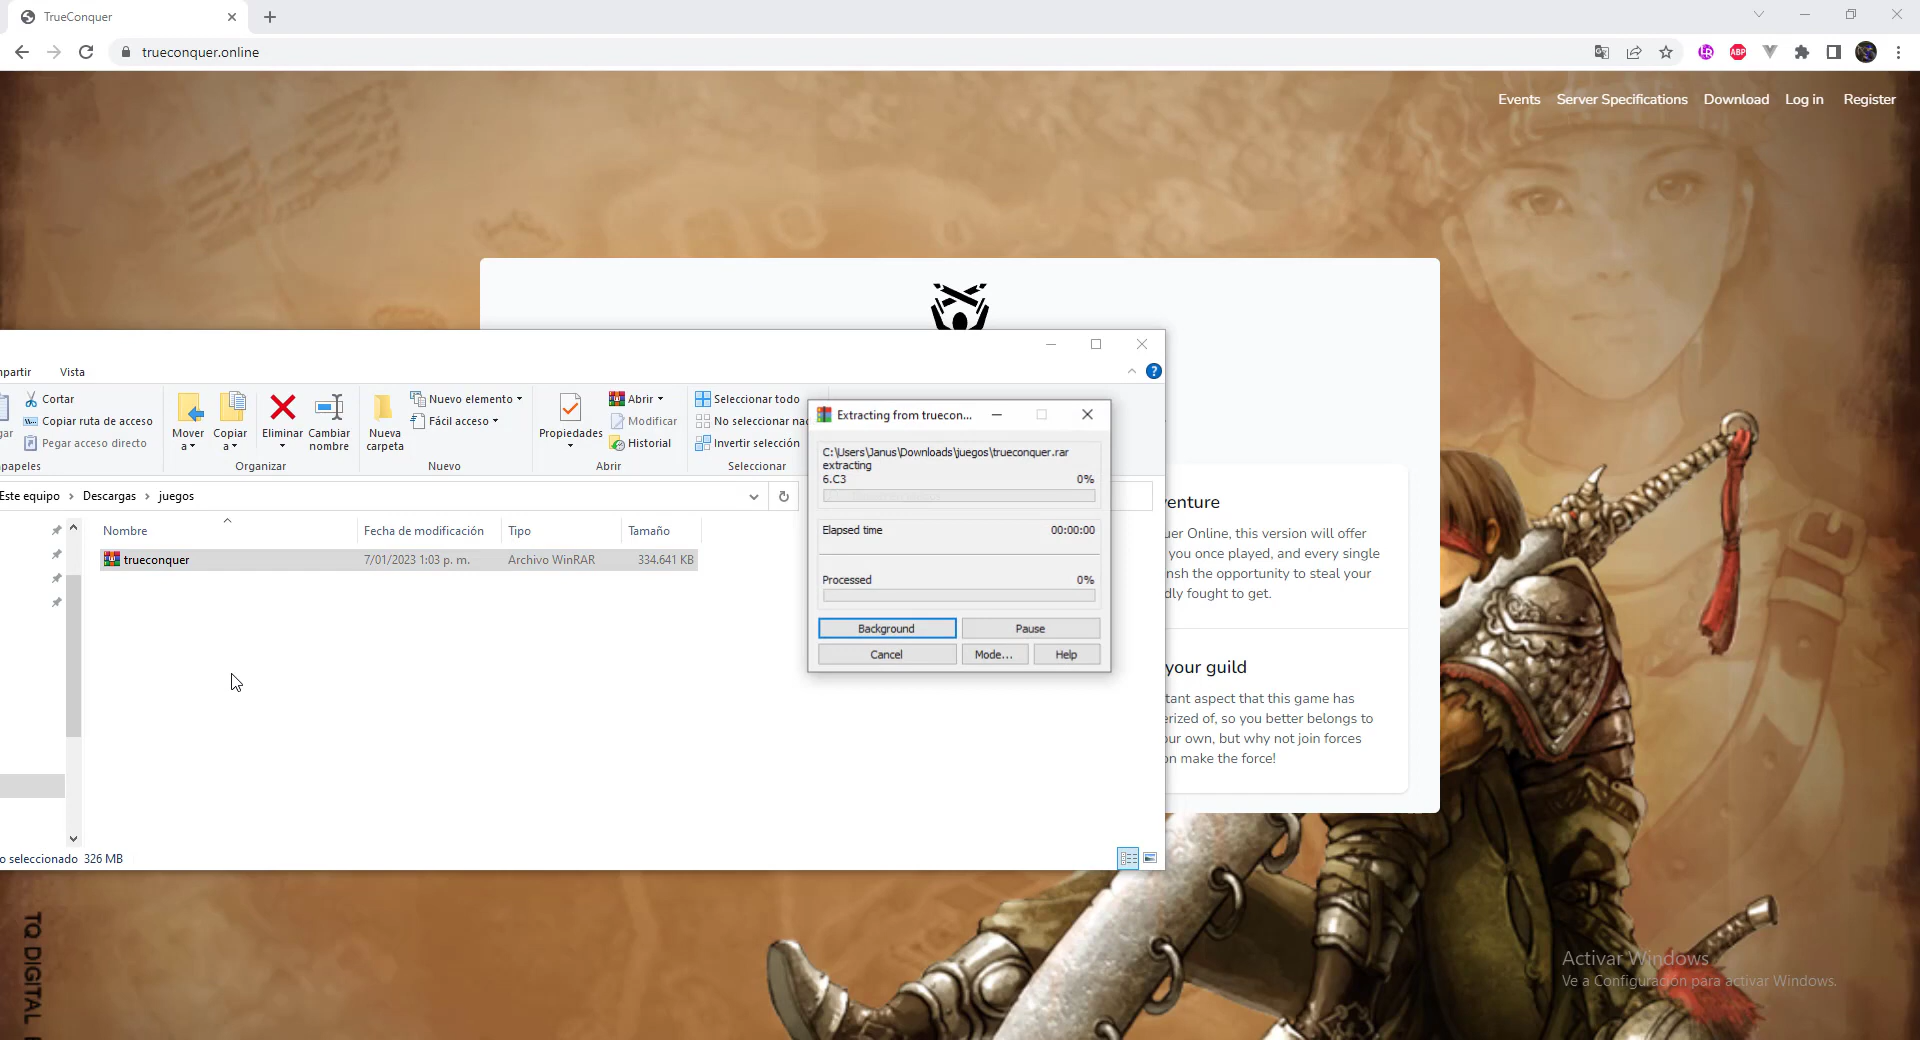 TrueConquer
trueconquer.online
Events Server Specifications Download Log in Register
Vista
Cortar
Copiar ruta de acceso
Pegar acceso directo
Mover a
Copiar a
Eliminar
Cambiar nombre
Organizar
Nueva carpeta
Nuevo elemento
Fácil acceso
Nuevo
Propiedades
Abrir
Modificar
Historial
Abrir
Seleccionar todo
No seleccionar
Invertir selección
Seleccionar
Este equipo > Descargas > juegos
Nombre Fecha de modificación Tipo Tamaño
trueconquer 7/01/2023 1:03 p. m. Archivo WinRAR 334.641 KB
o seleccionado 326 MB
Extracting from truecon...
C:\Users\Janus\Downloads\juegos\trueconquer.rar
extracting
6.C3 0%
Elapsed time 00:00:00
Processed 0%
Background Pause
Cancel Mode... Help
enture
uer Online, this version will offer
you once played, and every single
nsh the opportunity to steal your
dly fought to get.
your guild
tant aspect that this game has
erized of, so you better belongs to
ur own, but why not join forces
on make the force!
TQ DIGITAL
Activar Windows
Ve a Configuración para activar Windows.